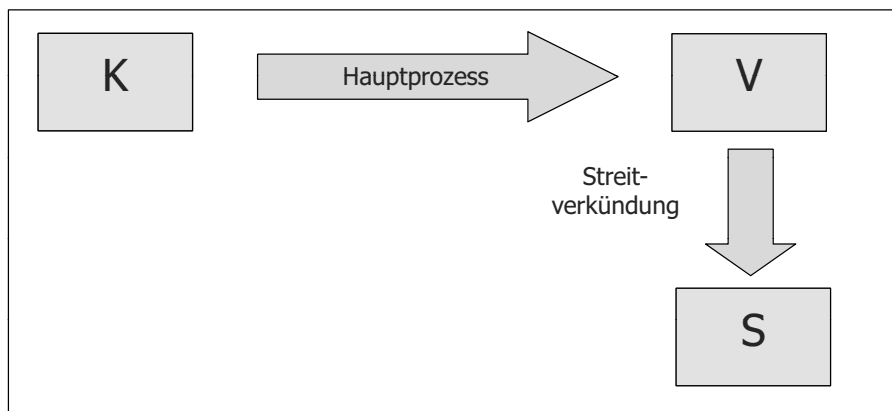 K
Hauptprozess
V
Streit-
verkündung
S